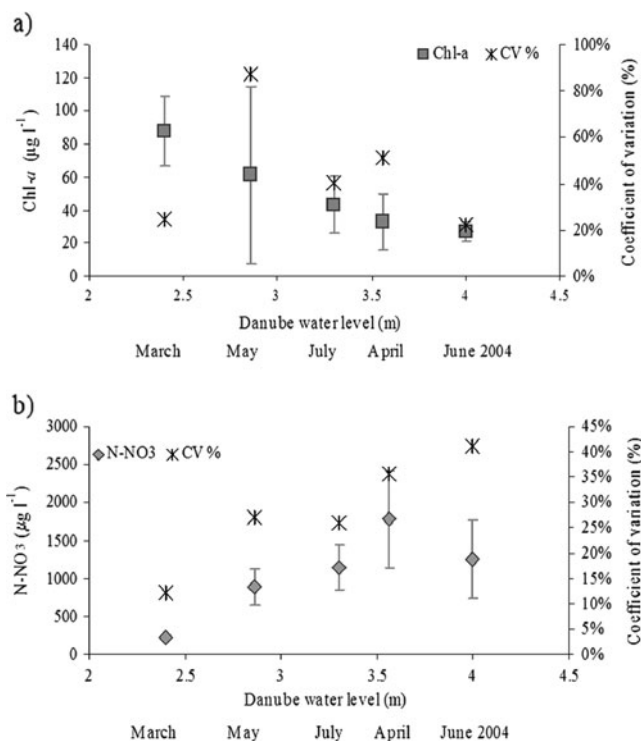 a)
140 100%
Chl-a CV %
120
80%
100
80 60%
60 40%
40
20%
20
0 0%
Chl-a (µg l-1)
Coefficient of variation (%)
2 2.5 3 3.5 4 4.5
Danube water level (m)
March May July April June 2004
b)
3000 45%
N-NO3 CV % 40%
2500 35%
2000 30%
25%
1500
20%
1000 15%
10%
500
5%
0 0%
N-NO3 (µg l-1)
Coefficient of variation (%)
2 2.5 3 3.5 4 4.5
Danube water level (m)
March May July April June 2004